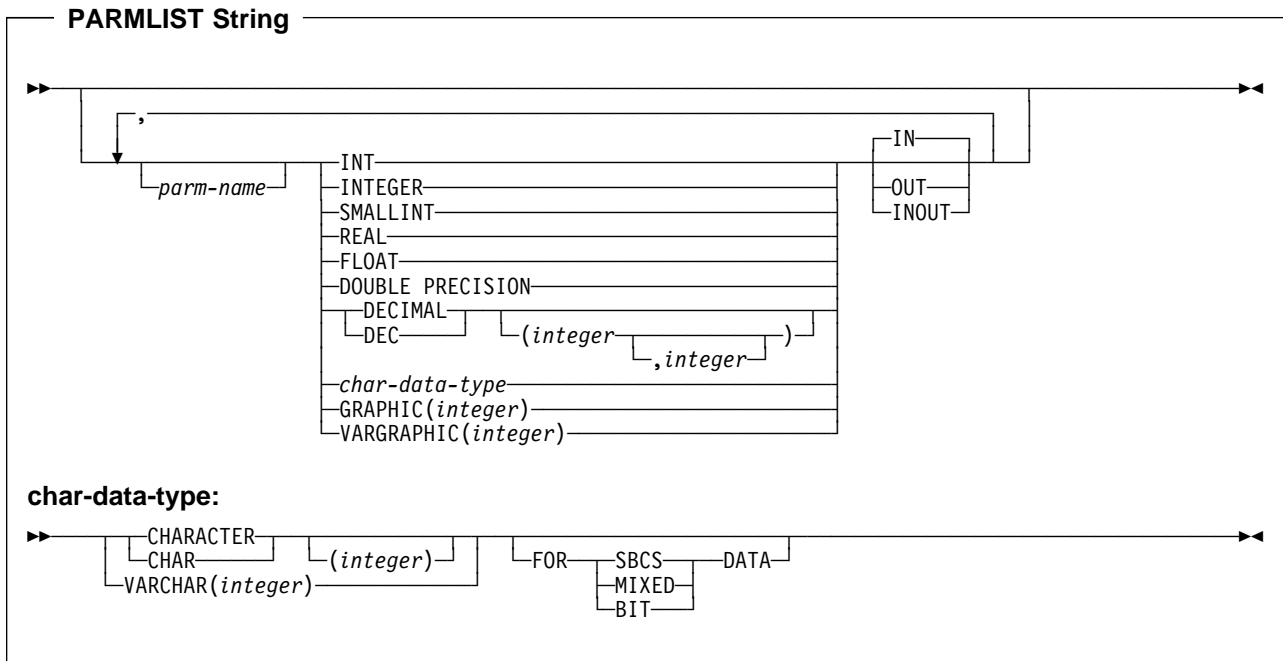 PARMLIST String
,
IN
INT
parm-name
INTEGER
OUT
SMALLINT
INOUT
REAL
FLOAT
DOUBLE PRECISION
DECIMAL
DEC
(integer
)
,integer
char-data-type
GRAPHIC(integer)
VARGRAPHIC(integer)
char-data-type:
CHARACTER
CHAR
(integer)
FOR
SBCS
DATA
VARCHAR(integer)
MIXED
BIT